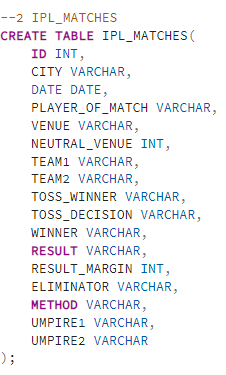 --2 IPL_MATCHES
CREATE TABLE IPL_MATCHES(
    ID INT,
    CITY VARCHAR,
    DATE DATE,
    PLAYER_OF_MATCH VARCHAR,
    VENUE VARCHAR,
    NEUTRAL_VENUE INT,
    TEAM1 VARCHAR,
    TEAM2 VARCHAR,
    TOSS_WINNER VARCHAR,
    TOSS_DECISION VARCHAR,
    WINNER VARCHAR,
    RESULT VARCHAR,
    RESULT_MARGIN INT,
    ELIMINATOR VARCHAR,
    METHOD VARCHAR,
    UMPIRE1 VARCHAR,
    UMPIRE2 VARCHAR
);